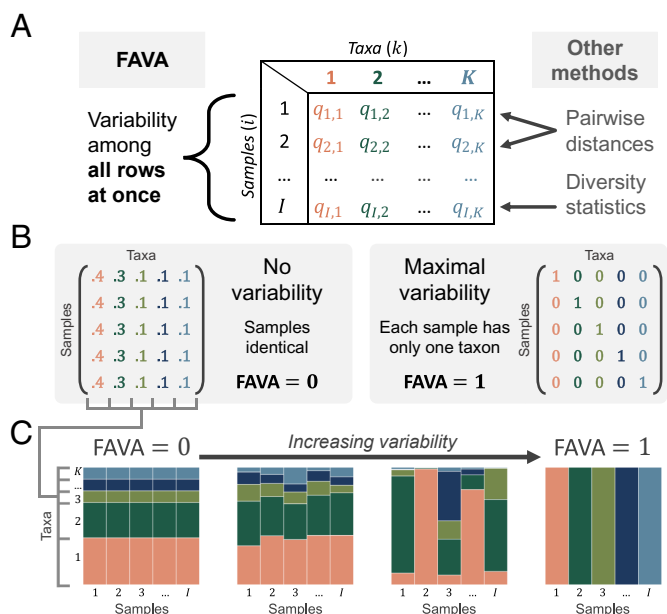 A
FAVA
Variability
among
all rows
at once
Taxa (k)
Samples (i)
1 2 ... K
1 q1,1 q1,2 ... q1,K
2 q2,1 q2,2 ... q2,K
... ... ... ... ...
I qI,1 qI,2 ... qI,K
Other
methods
Pairwise
distances
Diversity
statistics
B
Taxa
Samples
.4 .3 .1 .1 .1
.4 .3 .1 .1 .1
.4 .3 .1 .1 .1
.4 .3 .1 .1 .1
.4 .3 .1 .1 .1
No
variability
Samples
identical
FAVA = 0
Maximal
variability
Each sample has
only one taxon
FAVA = 1
Taxa
Samples
1 0 0 0 0
0 1 0 0 0
0 0 1 0 0
0 0 0 1 0
0 0 0 0 1
C
FAVA = 0
Increasing variability
FAVA = 1
Taxa
K
...
3
2
1
1 2 3 ... I
Samples
1 2 3 ... I
Samples
1 2 3 ... I
Samples
1 2 3 ... I
Samples